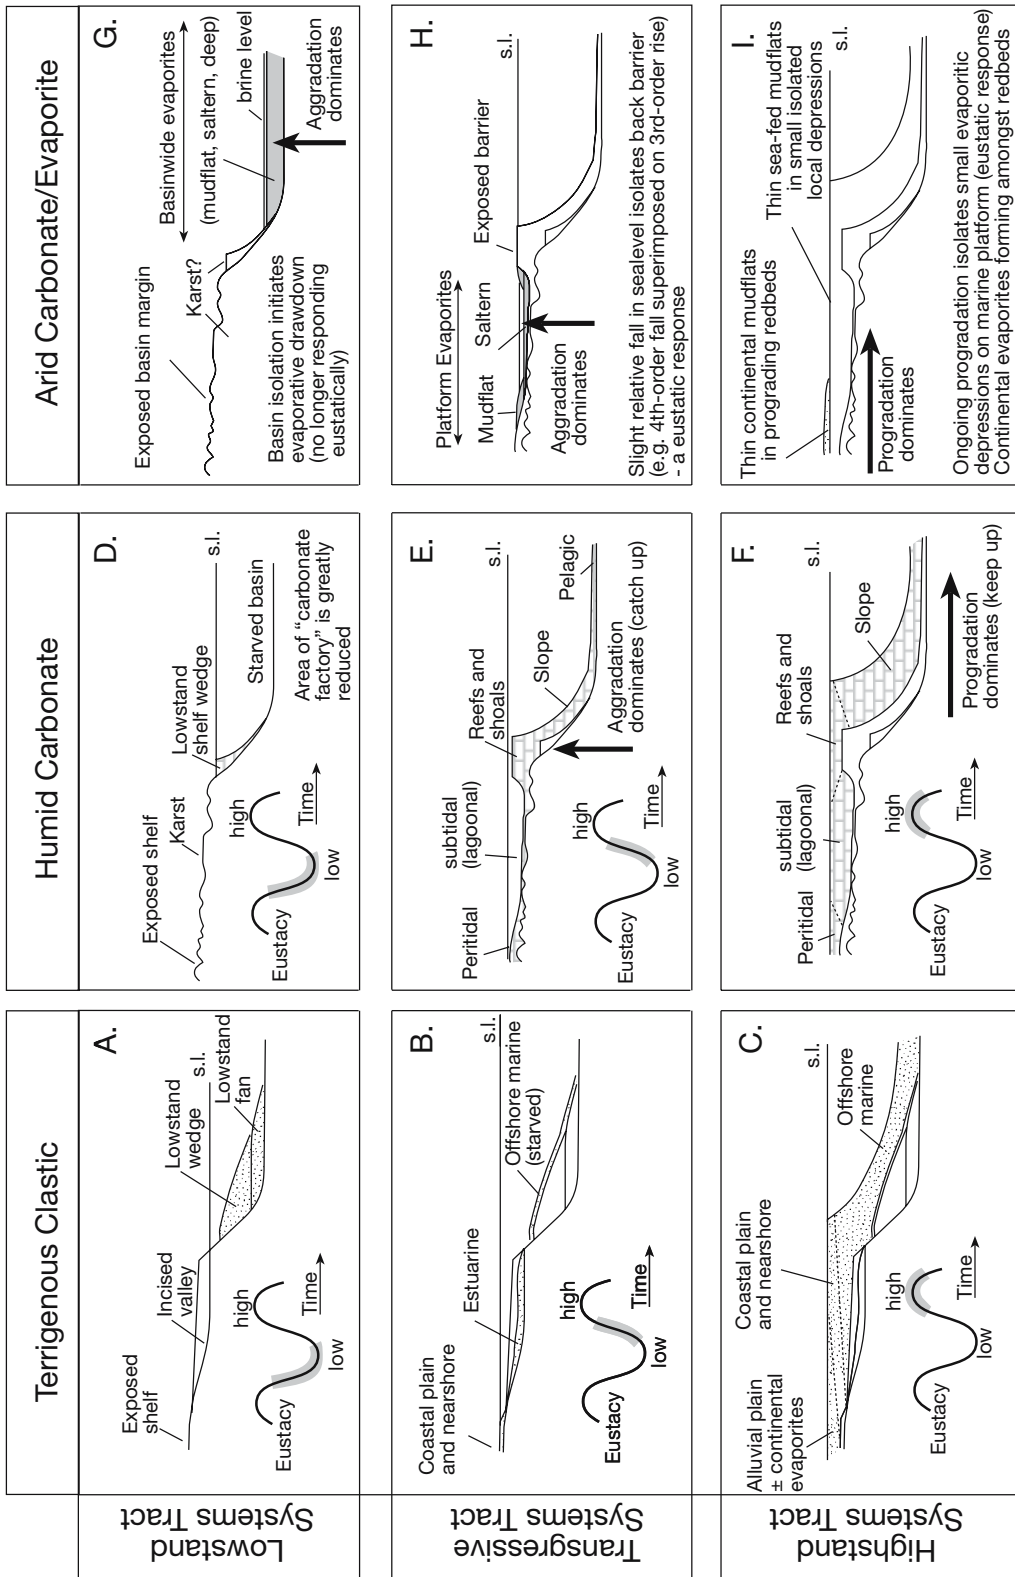 Terrigenous Clastic
Humid Carbonate
Arid Carbonate/Evaporite
Lowstand
Systems Tract
A.
Exposed
shelf
Incised
valley
Lowstand
wedge
s.l.
Lowstand
fan
Eustacy
high
low
Time
D.
Exposed shelf
Karst
Lowstand
shelf wedge
s.l.
Starved basin
Area of “carbonate
factory” is greatly
reduced
Eustacy
high
low
Time
G.
Exposed basin margin
Karst?
Basinwide evaporites
(mudflat, saltern, deep)
brine level
Basin isolation initiates
evaporative drawdown
(no longer responding
eustatically)
Aggradation
dominates
Transgressive
Systems Tract
B.
Coastal plain
and nearshore
Estuarine
s.l.
Offshore marine
(starved)
Eustacy
high
low
Time
E.
Peritidal
subtidal
(lagoonal)
Reefs and
shoals
Slope
s.l.
Pelagic
Aggradation
dominates (catch up)
Eustacy
high
low
Time
H.
Platform Evaporites
Mudflat
Saltern
Exposed barrier
s.l.
Aggradation
dominates
Slight relative fall in sealevel isolates back barrier
(e.g. 4th-order fall superimposed on 3rd-order rise)
- a eustatic response
Highstand
Systems Tract
C.
Alluvial plain
± continental
evaporites
Coastal plain
and nearshore
s.l.
Offshore
marine
Eustacy
high
low
Time
F.
Peritidal
subtidal
(lagoonal)
Reefs and
shoals
Slope
s.l.
Progradation
dominates (keep up)
Eustacy
high
low
Time
I.
Thin continental mudflats
in prograding redbeds
Thin sea-fed mudflats
in small isolated
local depressions
s.l.
Progradation
dominates
Ongoing progradation isolates small evaporitic
depressions on marine platform (eustatic response)
Continental evaporites forming amongst redbeds